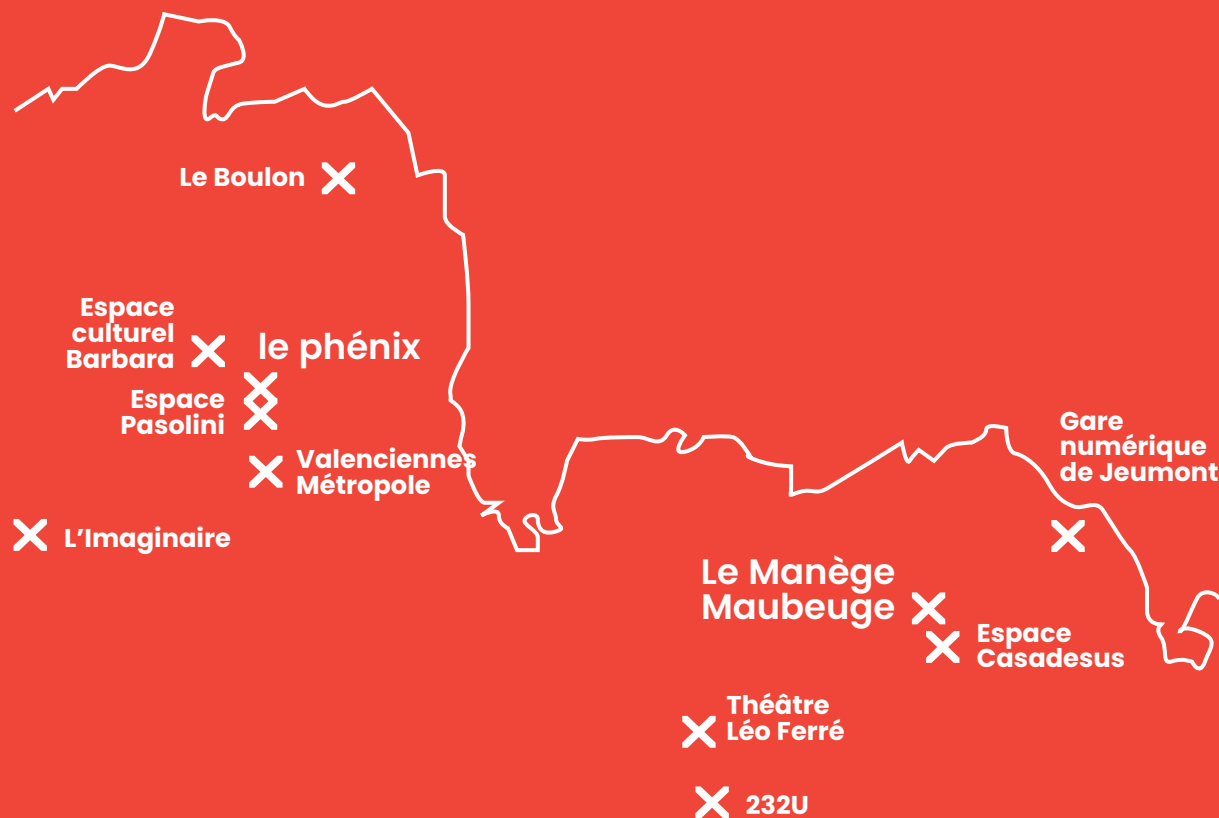 Le Boulon
Espace
culturel
Barbara
le phénix
Espace
Pasolini
Valenciennes
Métropole
L’Imaginaire
Gare
numérique
de Jeumont
Le Manège
Maubeuge
Espace
Casadesus
Théâtre
Léo Ferré
232U